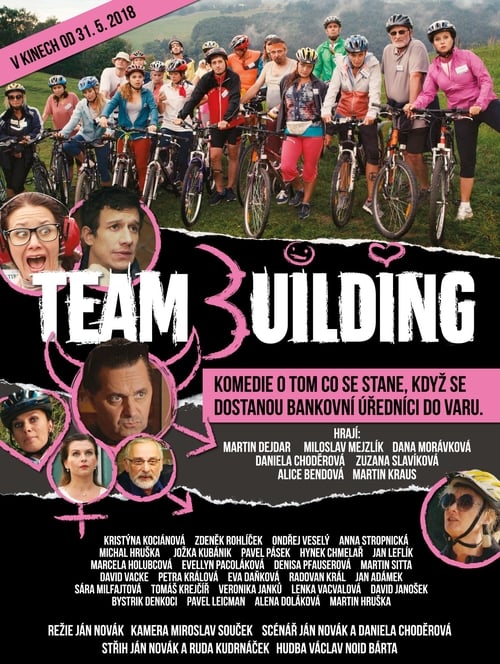 V KINECH OD 31. 5. 2018
TEAM BUILDING
KOMEDIE O TOM CO SE STANE, KDYŽ SE
DOSTANOU BANKOVNÍ ÚŘEDNÍCI DO VARU.
HRAJÍ:
MARTIN DEJDAR MILOSLAV MEJZLÍK DANA MORÁVKOVÁ
DANIELA CHODĚROVÁ ZUZANA SLAVÍKOVÁ
ALICE BENDOVÁ MARTIN KRAUS
KRISTÝNA KOCIÁNOVÁ ZDENĚK ROHLÍČEK ONDŘEJ VESELÝ ANNA STROPNICKÁ
MICHAL HRUŠKA JOŽKA KUBÁNIK PAVEL PÁSEK HYNEK CHMELAŘ JAN LEFLÍK
MARCELA HOLUBCOVÁ EVELLYN PACOLÁKOVÁ DENISA PFAUSEROVÁ MARTIN SITTA
DAVID VACKE PETRA KRÁLOVÁ EVA DAŇKOVÁ RADOVAN KRÁL JAN ADÁMEK
SÁRA MILFAJTOVÁ TOMÁŠ KREJČÍŘ VERONIKA JANKŮ LENKA VACVALOVÁ DAVID JANOŠEK
BYSTRIK DENKOCI PAVEL LEICMAN ALENA DOLÁKOVÁ MARTIN HRUŠKA
REŽIE JÁN NOVÁK KAMERA MIROSLAV SOUČEK SCÉNÁŘ JÁN NOVÁK A DANIELA CHODĚROVÁ
STŘIH JÁN NOVÁK A RUDA KUDRNÁČEK HUDBA VÁCLAV NOID BÁRTA